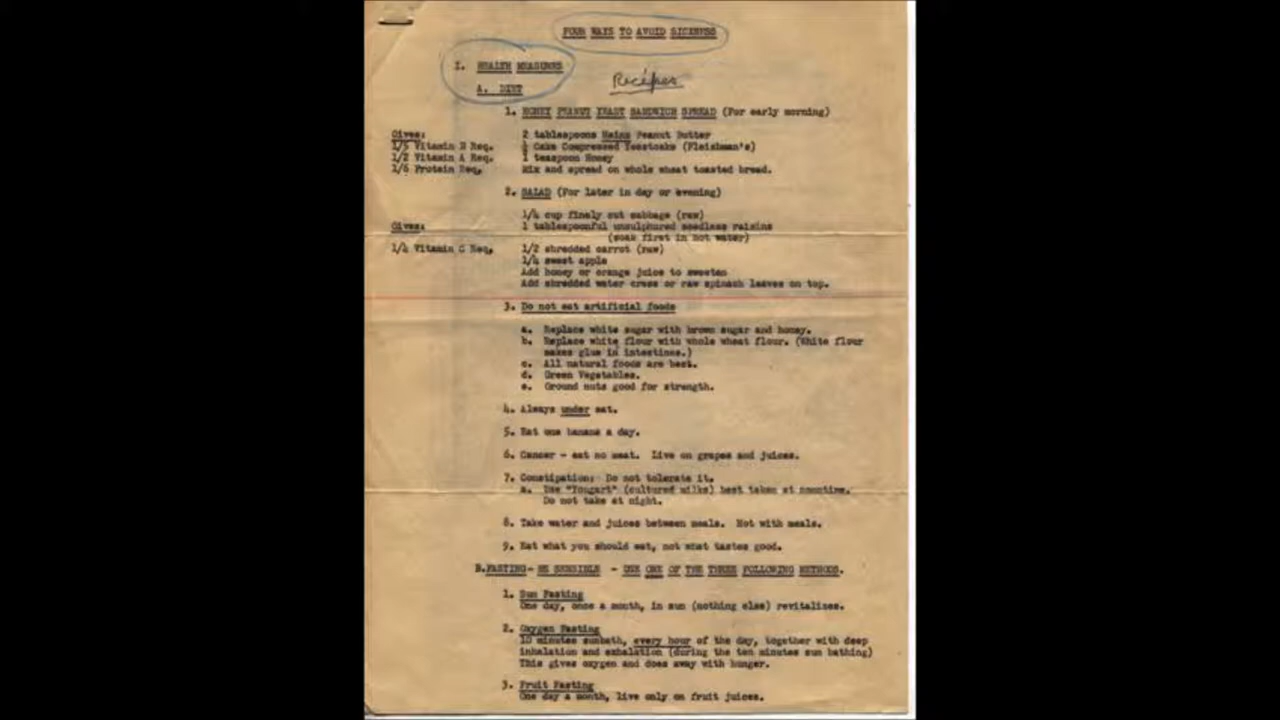 FOUR WAYS TO AVOID SICKNESS
I. HEALTH MEASURES
Recipes
A. DIET
1. HONEY PEANUT YEAST SANDWICH SPREAD (For early morning)
Gives: 2 tablespoons Hains Peanut Butter
1/5 Vitamin B Req. Cake Compressed (Fleishman's)
1/2 Vitamin A Req. 1 teaspoon Honey
1/6 Protein Req. Mix and spread on whole wheat toasted bread.
2. SALAD (For later in day or evening)
1/4 cup finely cut cabbage (raw)
Gives: 1 tablespoonful unsulphured seedless raisins
(soak first in hot water)
1/4 Vitamin C Req. 1/2 shredded carrot (raw)
1/4 sweet apple
Add honey or orange juice to sweeten
Add shredded water cress or raw spinach leaves on top.
3. Do not eat artificial foods
a. Replace white sugar with brown sugar and honey.
b. Replace white flour with whole wheat flour. (White flour
makes glue in intestines.)
c. All natural foods are best.
d. Green Vegetables.
e. Ground nuts good for strength.
4. Always under eat.
5. Eat one banana a day.
6. Cancer - eat no meat. Live on grapes and juices.
7. Constipation: Do not tolerate it.
a. Use "Yougart" (cultured milks) best taken at noontime.
Do not take at night.
8. Take water and juices between meals. Not with meals.
9. Eat what you should eat, not what tastes good.
B. FASTING - BE SENSIBLE - USE ONE OF THE THREE FOLLOWING METHODS.
1. Sun Fasting
One day, once a month, in sun (nothing else) revitalizes.
2. Oxygen Fasting
10 minutes sunbath, every hour of the day, together with deep
inhalation and exhalation (during the ten minutes sun bathing)
This gives oxygen and does away with hunger.
3. Fruit Fasting
One day a month, live only on fruit juices.